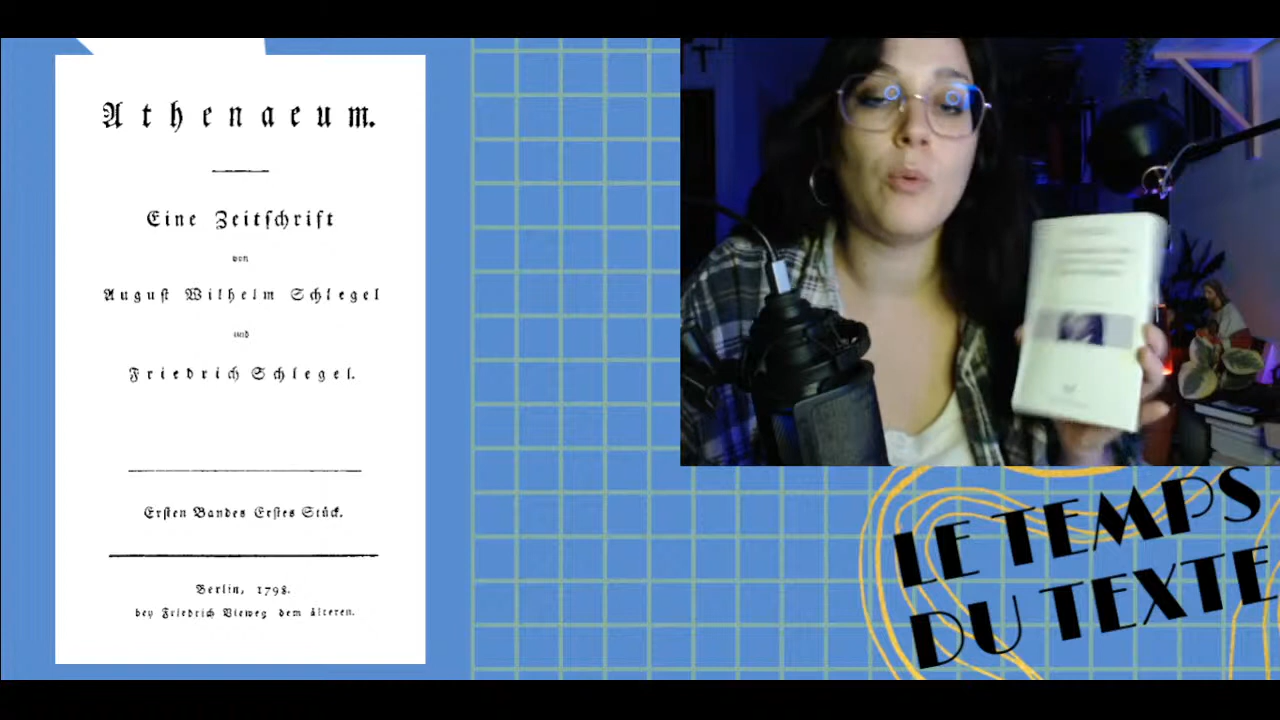 Athenaeum.
Eine Zeitſchrift
von
Auguſt Wilhelm Schlegel
und
Friedrich Schlegel.
Erſten Bandes Erſtes Stück.
Berlin, 1798.
bey Friedrich Vieweg dem älteren.
LE TEMPS
DU TEXTE